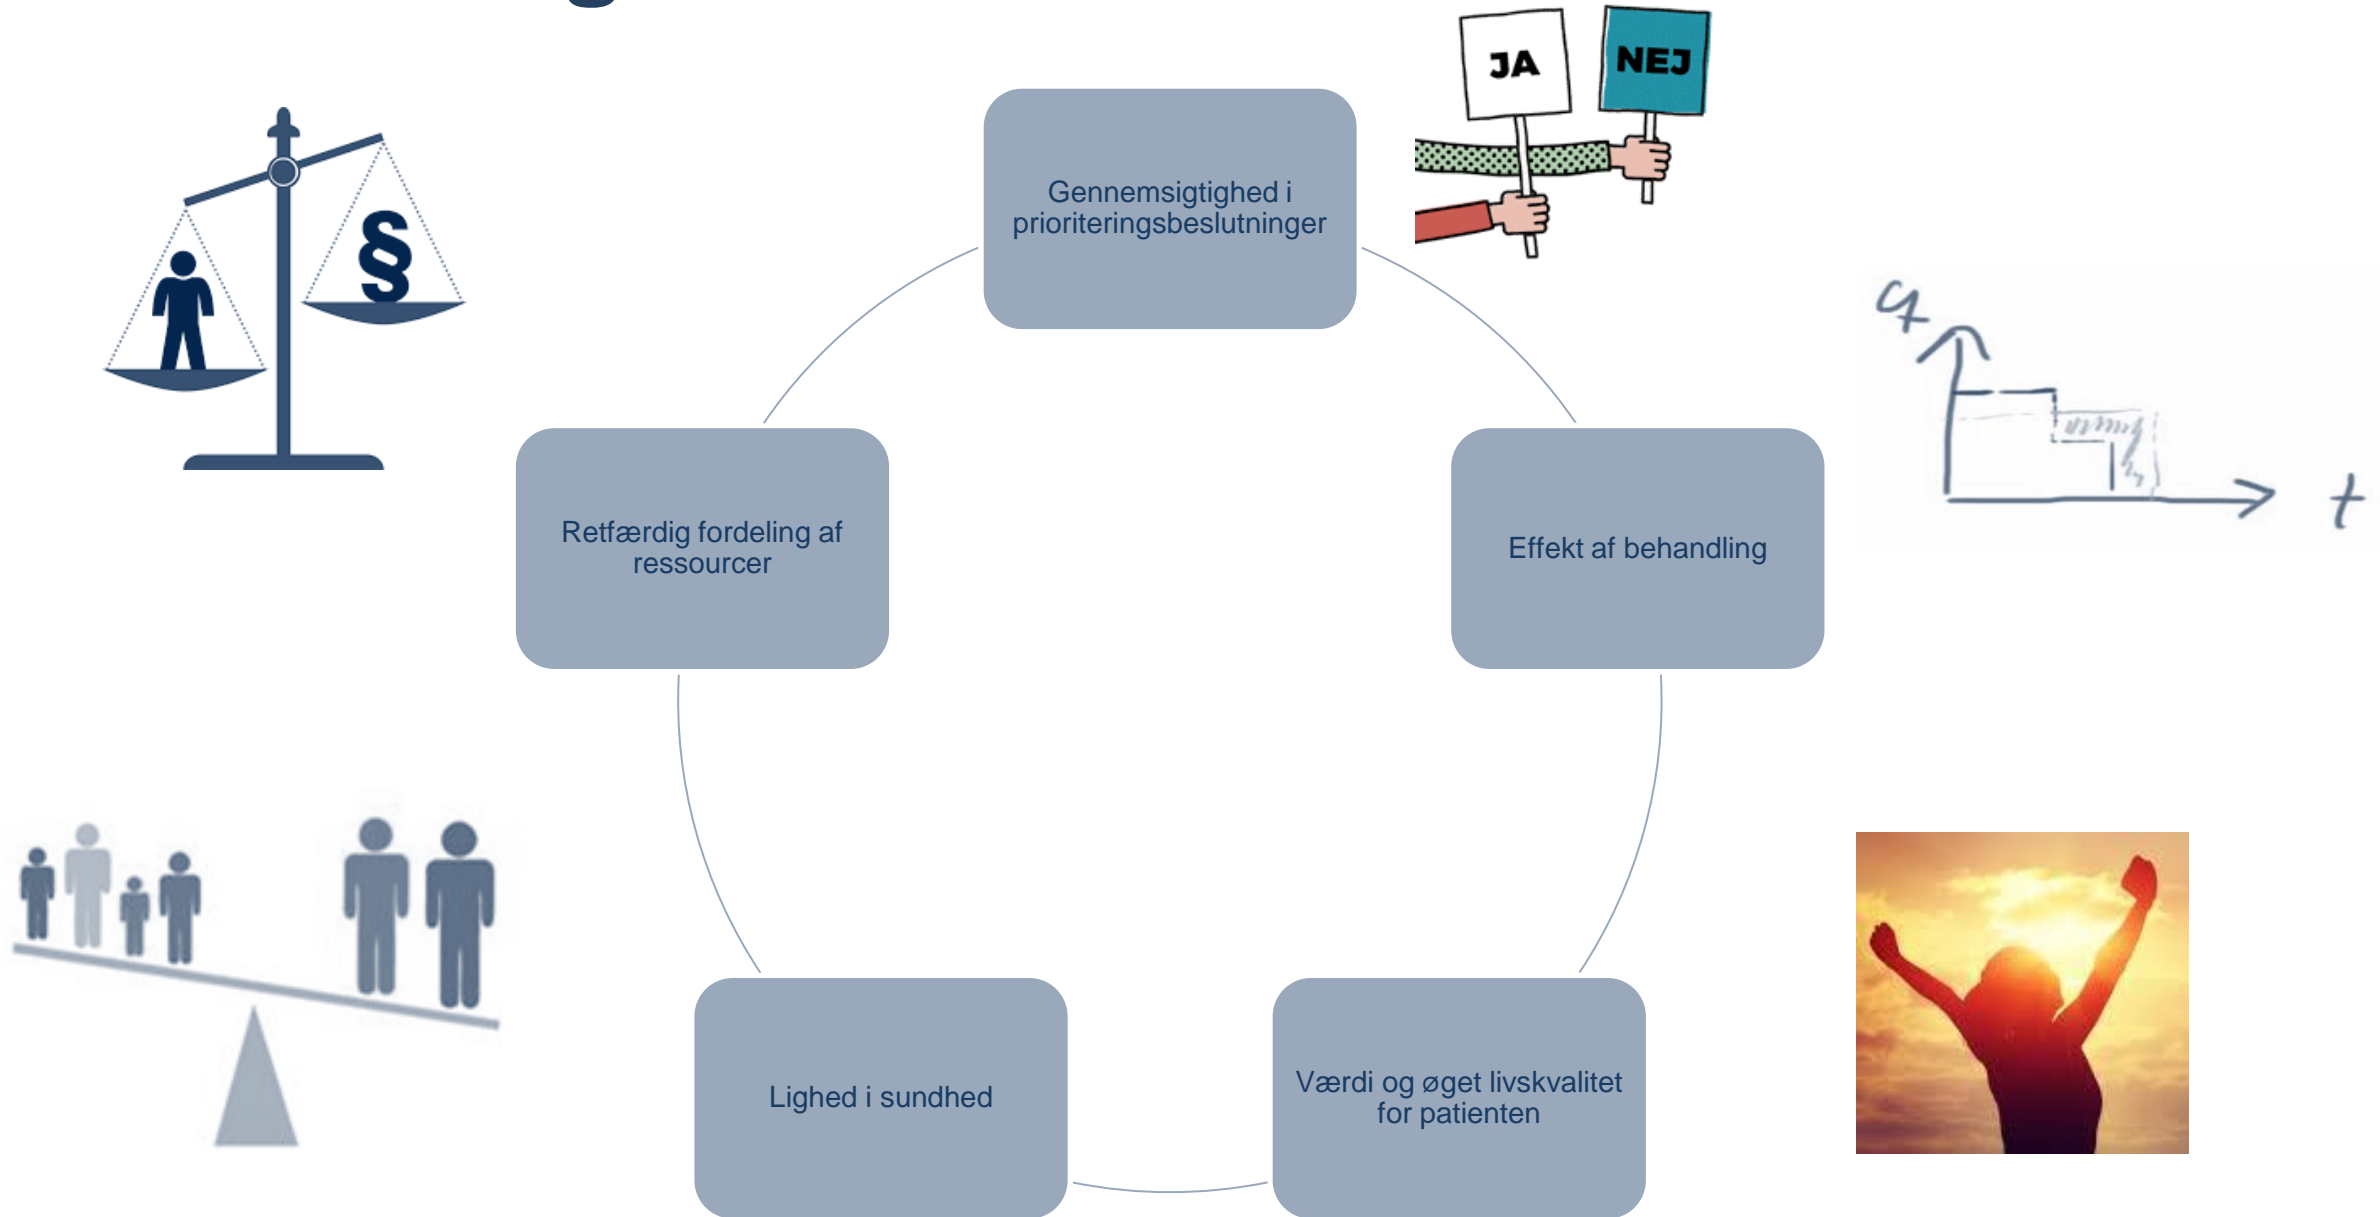 JA
NEJ
Gennemsigtighed i
prioriteringsbeslutninger
§
Retfærdig fordeling af
ressourcer
Effekt af behandling
t
Lighed i sundhed
Værdi og øget livskvalitet
for patienten